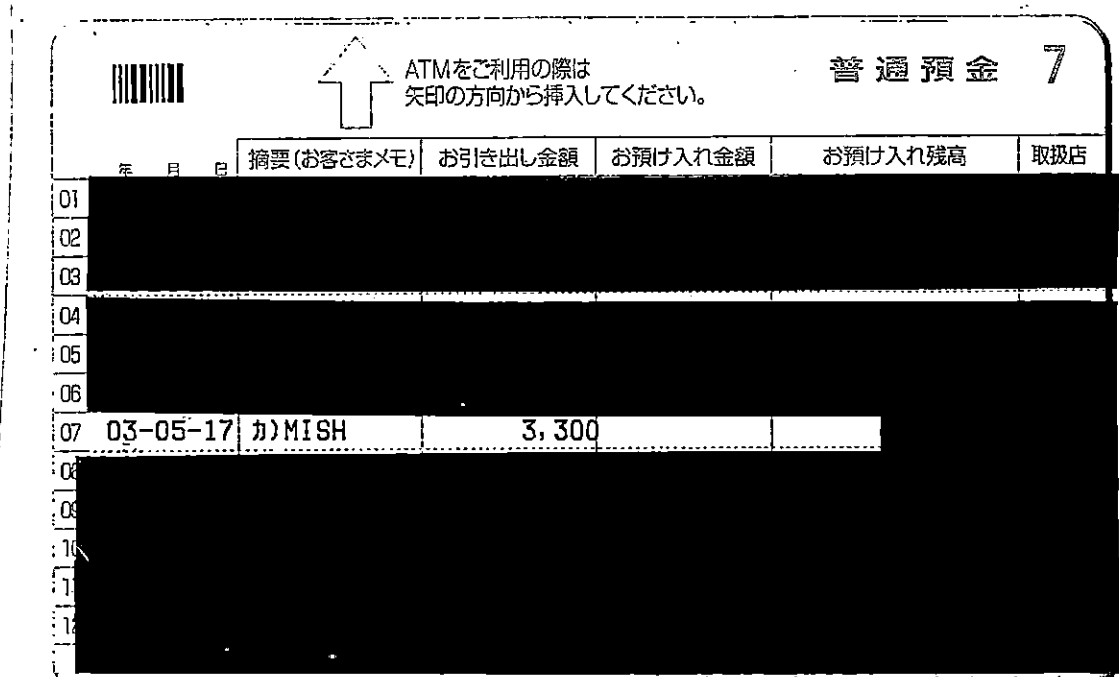 ATMをご利用の際は
矢印の方向から挿入してください。
普通預金 7
年 月 日 摘要(お客さまメモ) お引き出し金額 お預け入れ金額 お預け入れ残高 取扱店
01
02
03
04
05
06
07 03-05-17 カ)MISH 3,300